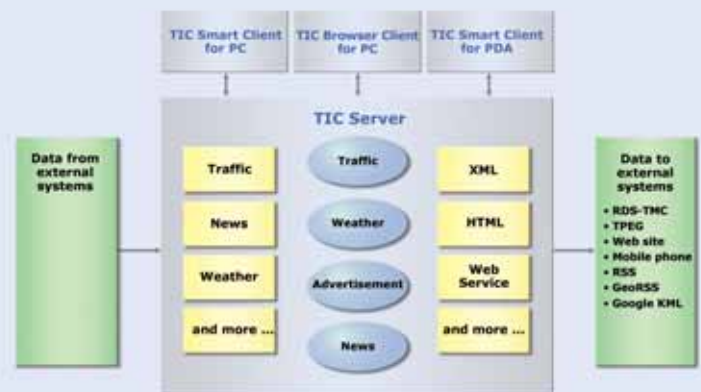 TIC Smart Client
for PC
TIC Browser Client
for PC
TIC Smart Client
for PDA
TIC Server
Data from
external
systems
Traffic
News
Weather
and more ...
Traffic
Weather
Advertisement
News
XML
HTML
Web
Service
and more ...
Data to
external
systems
• RDS-TMC
• TPEG
• Web site
• Mobile phone
• RSS
• GeoRSS
• Google KML